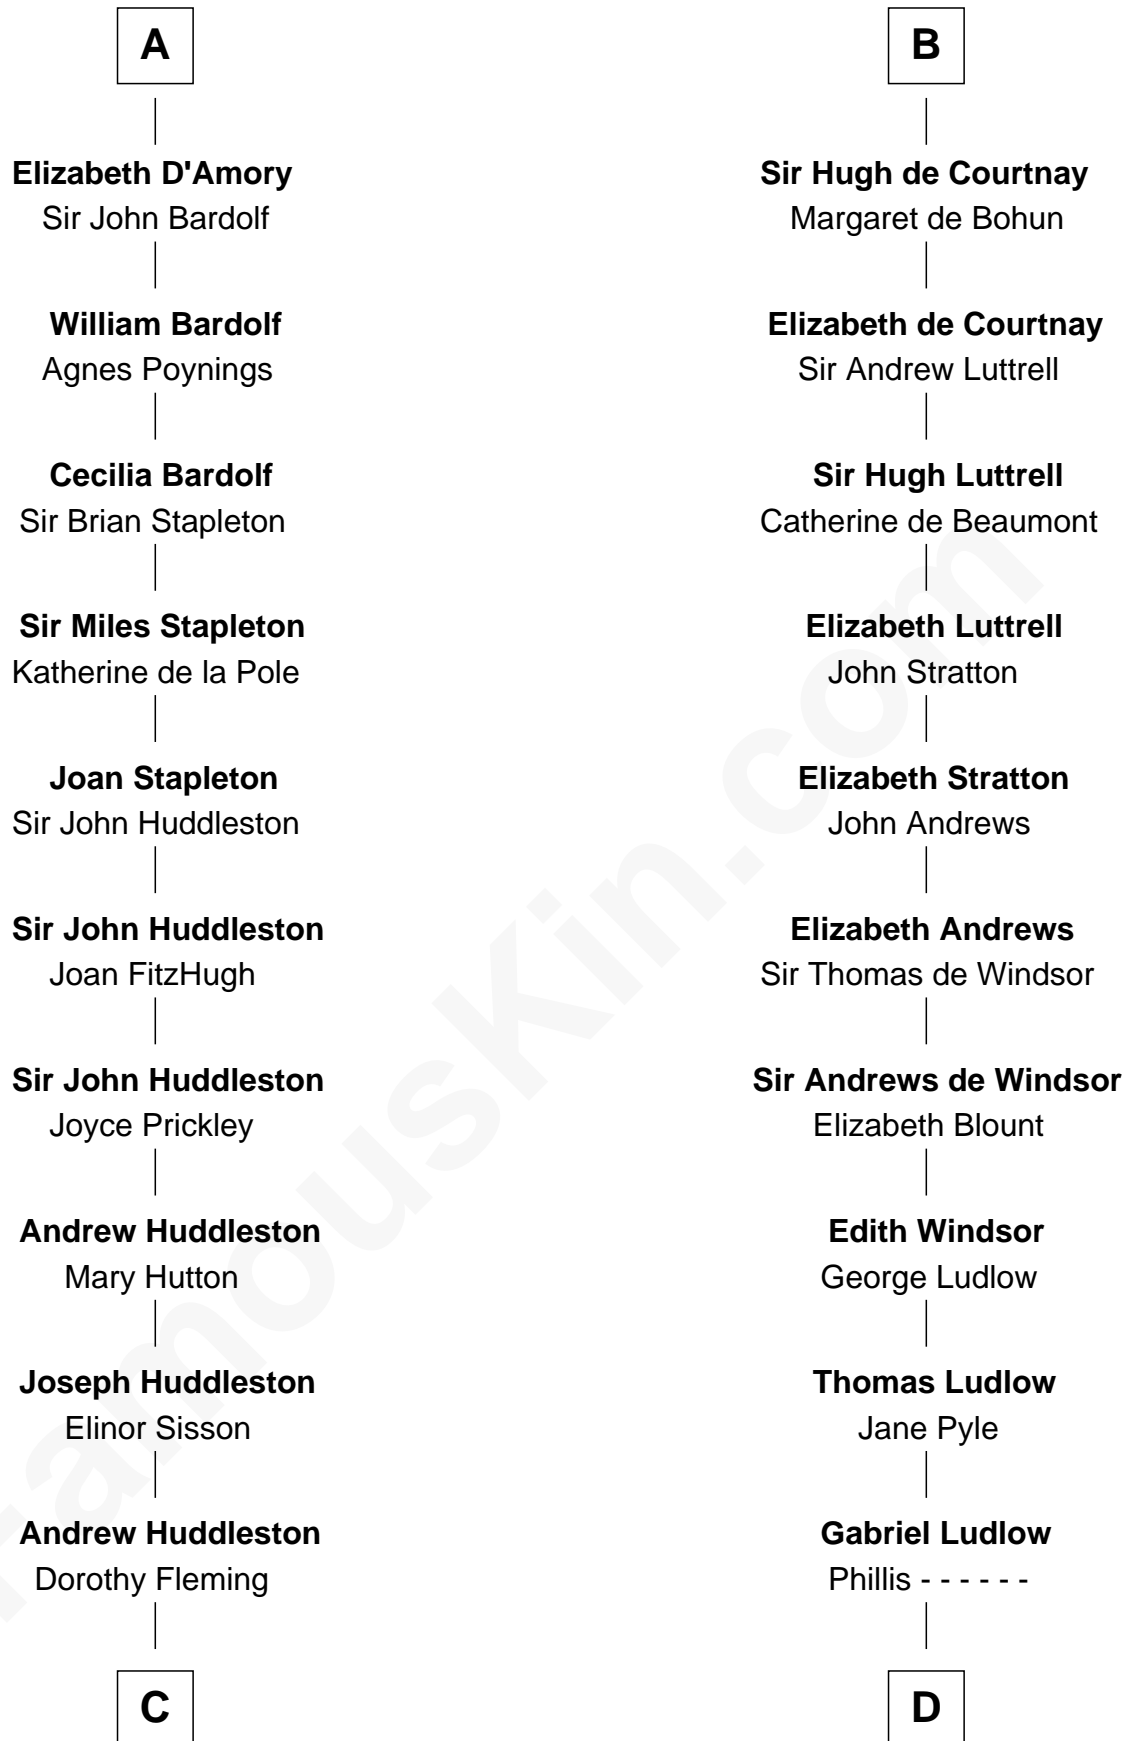 A
Elizabeth D'Amory
Sir John Bardolf
William Bardolf
Agnes Poynings
Cecilia Bardolf
Sir Brian Stapleton
Sir Miles Stapleton
Katherine de la Pole
Joan Stapleton
Sir John Huddleston
Sir John Huddleston
Joan FitzHugh
Sir John Huddleston
Joyce Prickley
Andrew Huddleston
Mary Hutton
Joseph Huddleston
Elinor Sisson
Andrew Huddleston
Dorothy Fleming
C
B
Sir Hugh de Courtnay
Margaret de Bohun
Elizabeth de Courtnay
Sir Andrew Luttrell
Sir Hugh Luttrell
Catherine de Beaumont
Elizabeth Luttrell
John Stratton
Elizabeth Stratton
John Andrews
Elizabeth Andrews
Sir Thomas de Windsor
Sir Andrews de Windsor
Elizabeth Blount
Edith Windsor
George Ludlow
Thomas Ludlow
Jane Pyle
Gabriel Ludlow
Phillis - - - - - -
D
FamousKin.com